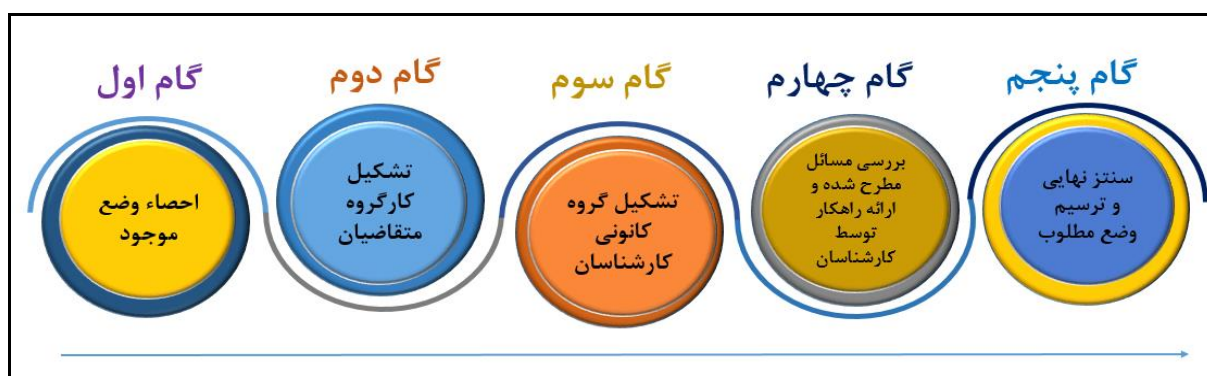 گام اول
احصاء وضع
موجود
گام دوم
تشکیل
کارگروه
متقاضیان
گام سوم
تشکیل گروه
کانونی
کارشناسان
گام چهارم
بررسی مسائل
مطرح شده و
ارائه راهکار
توسط
کارشناسان
گام پنجم
سنتز نهایی
و ترسیم
وضع مطلوب